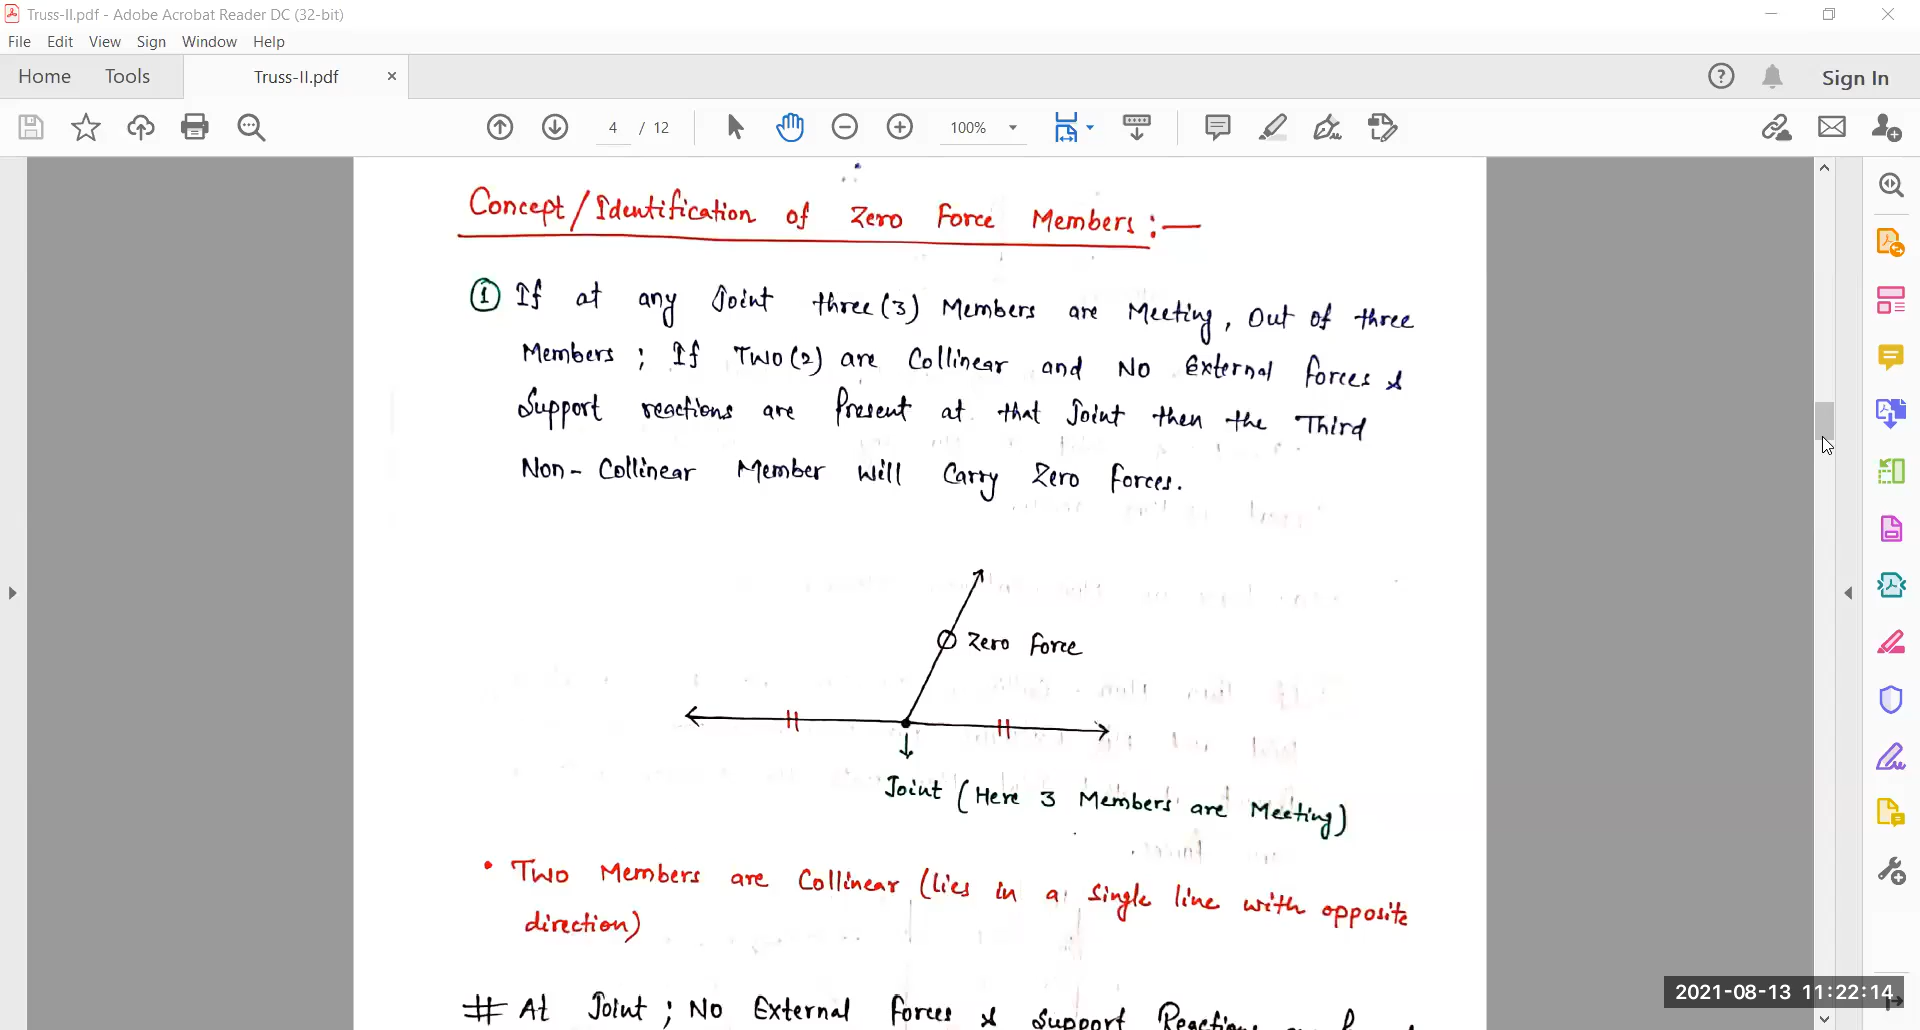 Truss-II.pdf - Adobe Acrobat Reader DC (32-bit)
File Edit View Sign Window Help
Home Tools Truss-II.pdf × Sign In
4 / 12 100%
Concept/Identification of Zero Force Members:—
① If at any Joint three(3) Members are Meeting, Out of three
Members ; If Two(2) are Collinear and No External Forces &
Support reactions are Present at that Joint then the Third
Non-Collinear Member Will Carry Zero Forces.
Zero Force
Joint (Here 3 Members are Meeting)
• Two Members are Collinear (lies in a single line with opposite
direction)
# At Joint ; No External Forces & Support Reactions
2021-08-13 11:22:14